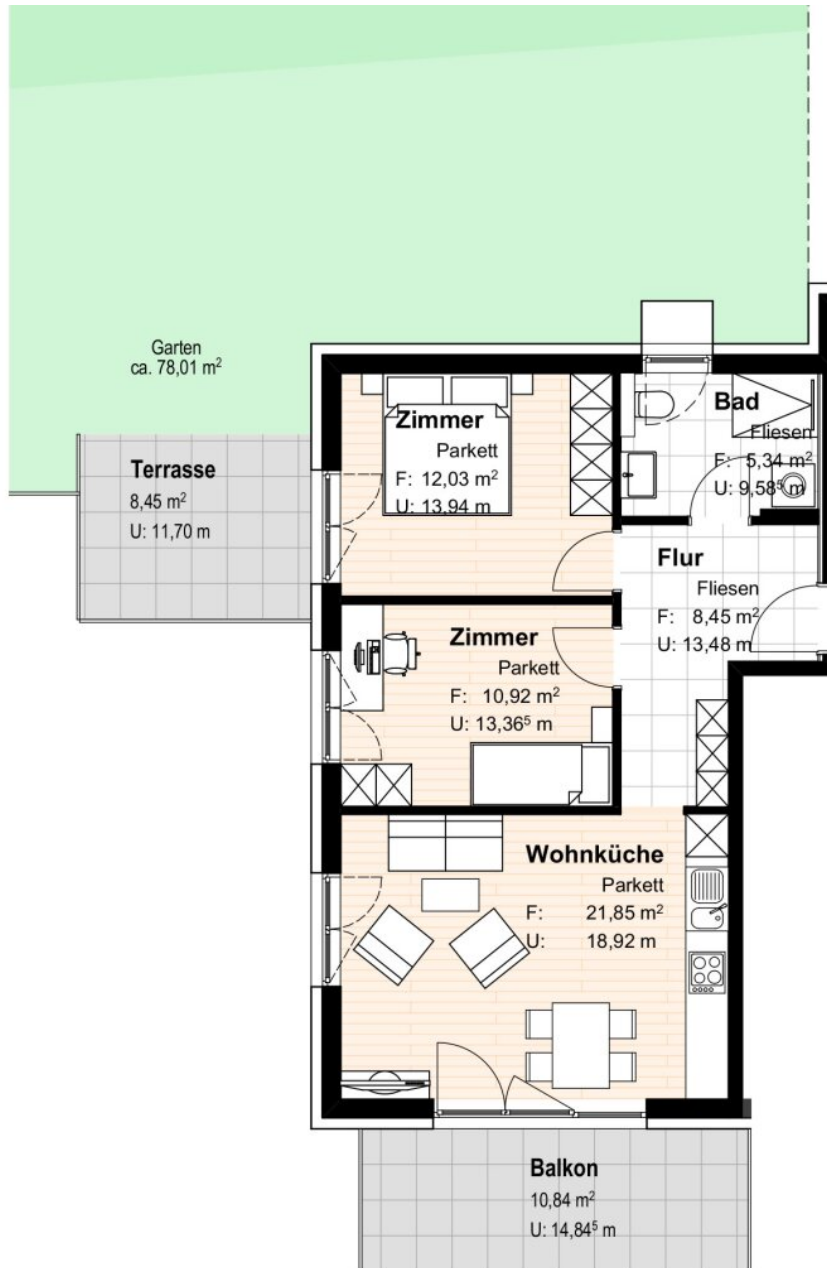 Garten
ca. 78,01 m²
Terrasse
8,45 m²
U: 11,70 m
Zimmer
Parkett
F: 12,03 m²
U: 13,94 m
Bad
Fliesen
F: 5,34 m²
U: 9,58⁵ m
Flur
Fliesen
F: 8,45 m²
U: 13,48 m
Zimmer
Parkett
F: 10,92 m²
U: 13,36⁵ m
Wohnküche
Parkett
F: 21,85 m²
U: 18,92 m
Balkon
10,84 m²
U: 14,84⁵ m